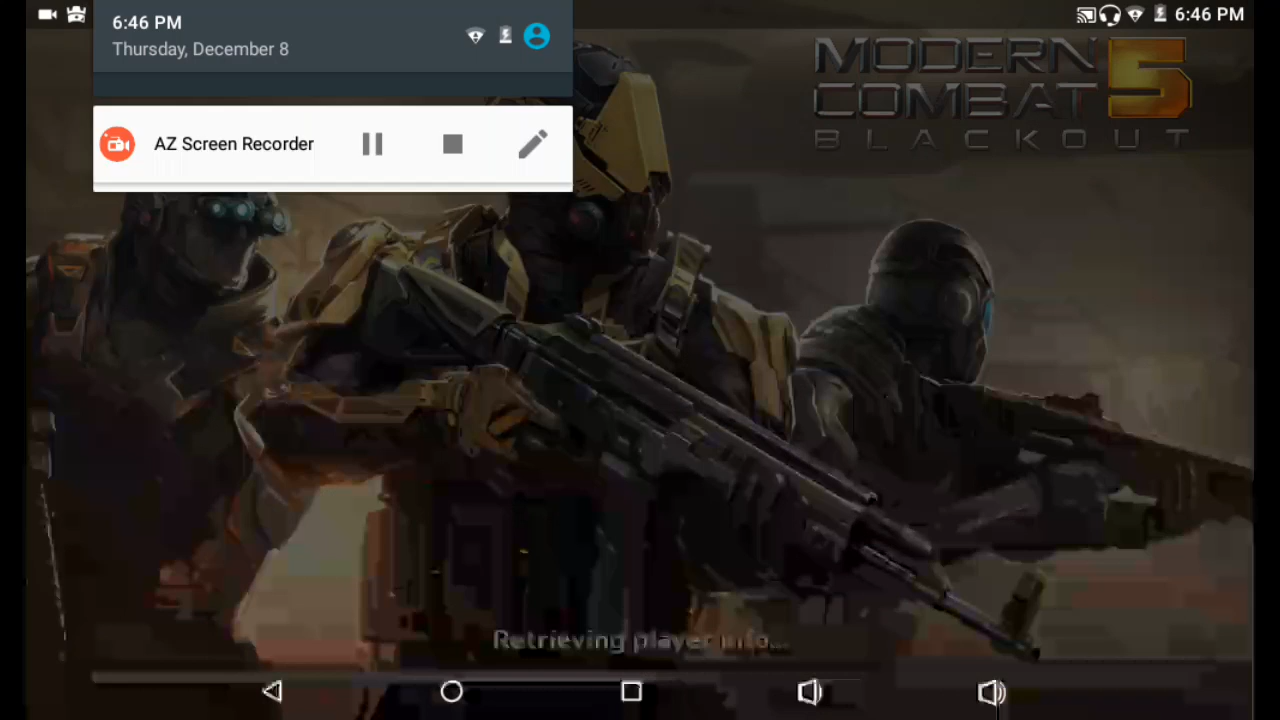 6:46 PM
Thursday, December 8
6:46 PM
AZ Screen Recorder
MODERN
COMBAT 5
BLACKOUT
Retrieving player info...